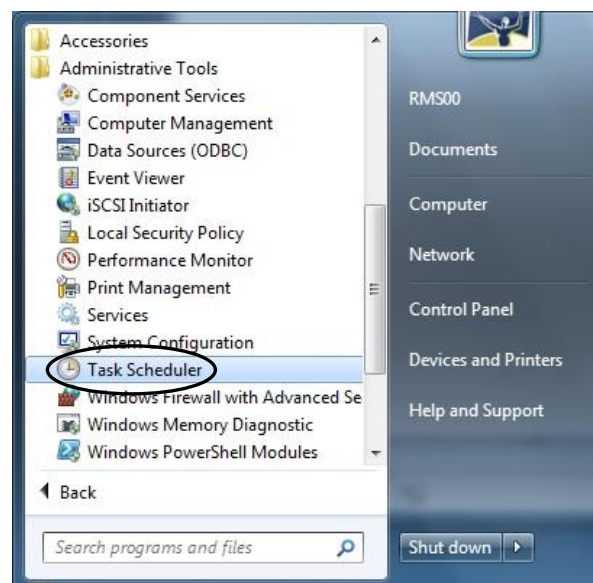 Accessories
Administrative Tools
Component Services
Computer Management
Data Sources (ODBC)
Event Viewer
iSCSI Initiator
Local Security Policy
Performance Monitor
Print Management
Services
System Configuration
Task Scheduler
Windows Firewall with Advanced Se
Windows Memory Diagnostic
Windows PowerShell Modules
Back
Search programs and files
RMS00
Documents
Computer
Network
Control Panel
Devices and Printers
Help and Support
Shut down